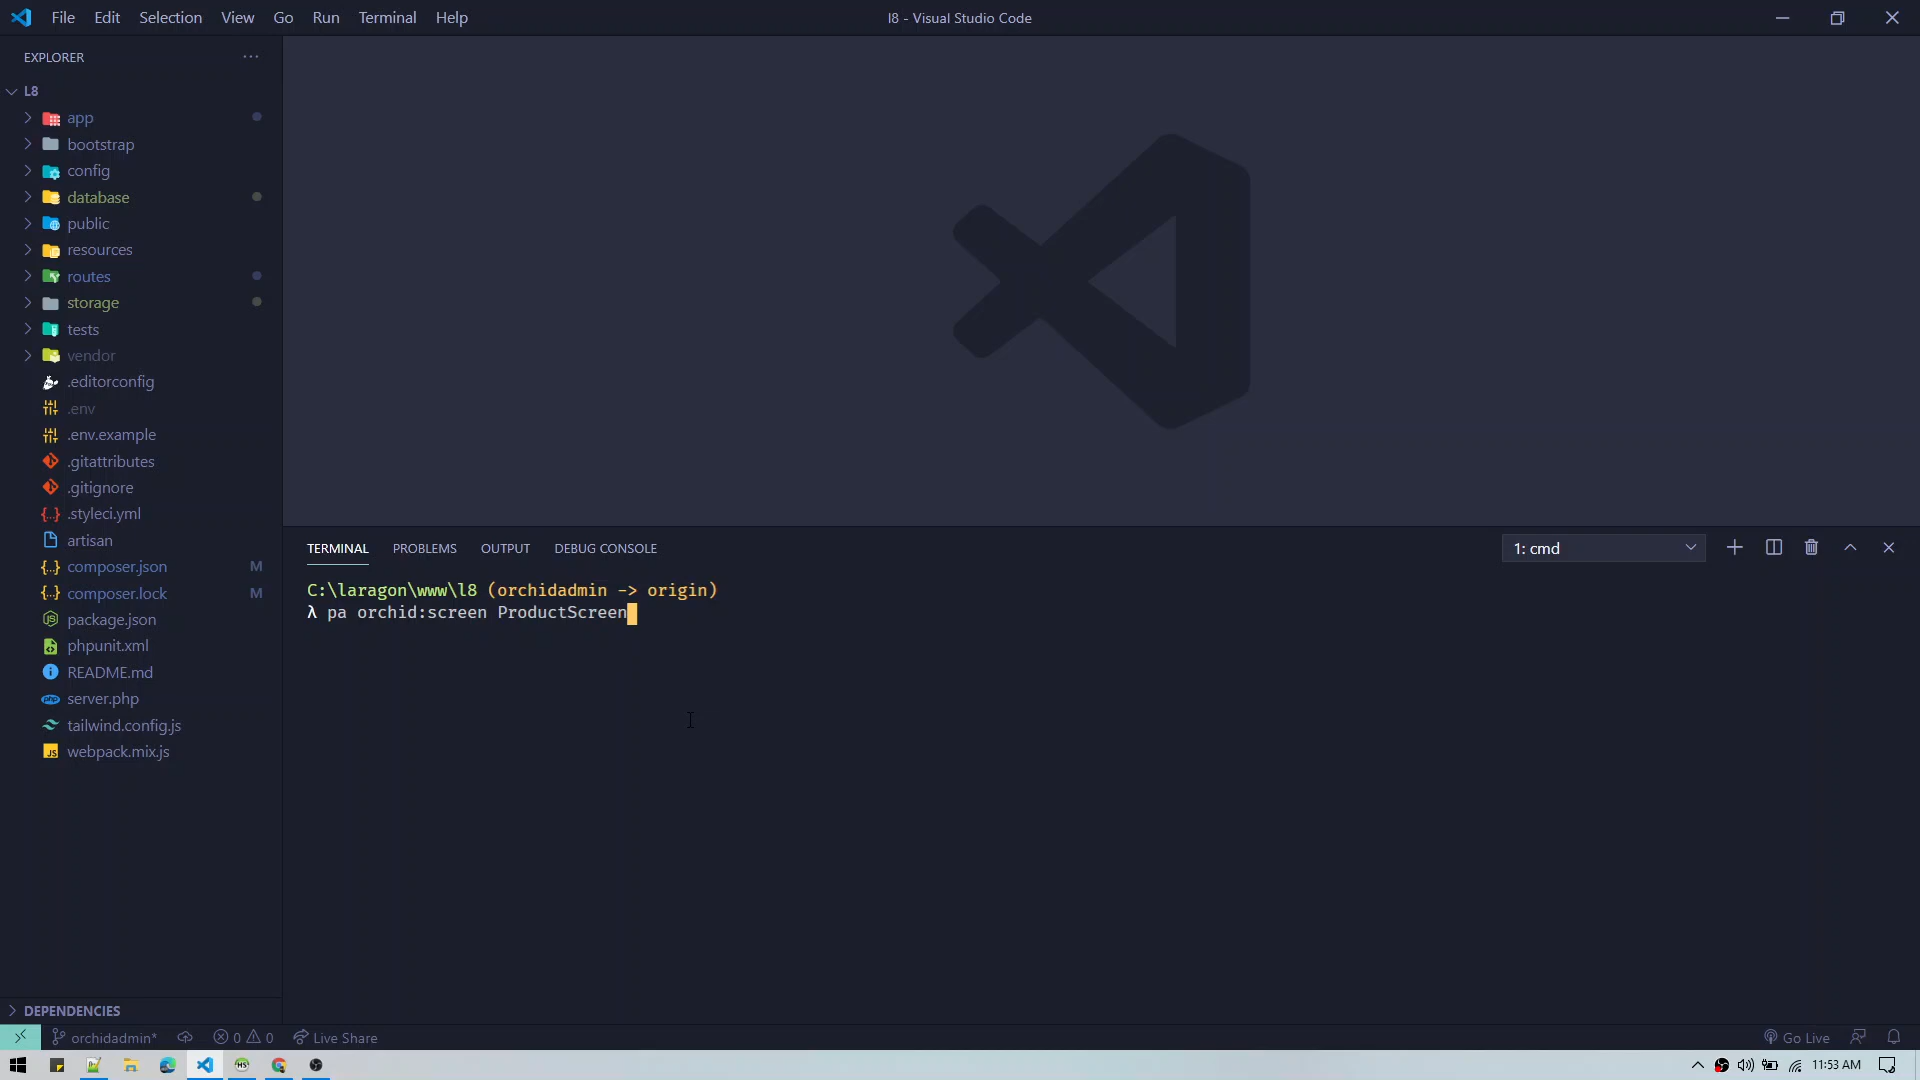 File Edit Selection View Go Run Terminal Help
l8 - Visual Studio Code
EXPLORER
L8
app
bootstrap
config
database
public
resources
routes
storage
tests
vendor
.editorconfig
.env
.env.example
.gitattributes
.gitignore
.styleci.yml
artisan
composer.json M
composer.lock M
package.json
phpunit.xml
README.md
server.php
tailwind.config.js
webpack.mix.js
DEPENDENCIES
TERMINAL PROBLEMS OUTPUT DEBUG CONSOLE
1: cmd
C:\laragon\www\l8 (orchidadmin -> origin)
λ pa orchid:screen ProductScreen
orchidadmin* 0 0 Live Share
Go Live
11:53 AM